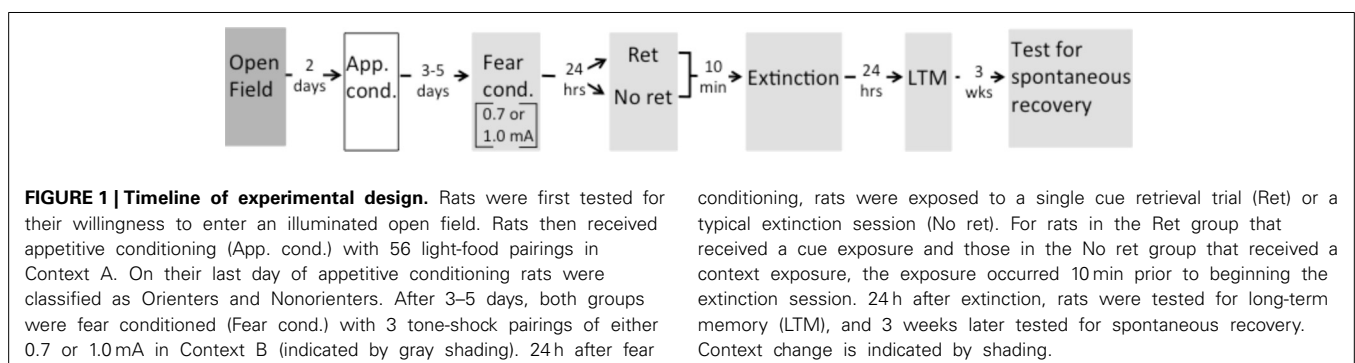 Open
Field
2
days
App.
cond.
3-5
days
Fear
cond.
0.7 or
1.0 mA
24
hrs
Ret
No ret
10
min
Extinction
24
hrs
LTM
3
wks
Test for
spontaneous
recovery
FIGURE 1 | Timeline of experimental design. Rats were first tested for
their willingness to enter an illuminated open field. Rats then received
appetitive conditioning (App. cond.) with 56 light-food pairings in
Context A. On their last day of appetitive conditioning rats were
classified as Orienters and Nonorienters. After 3–5 days, both groups
were fear conditioned (Fear cond.) with 3 tone-shock pairings of either
0.7 or 1.0 mA in Context B (indicated by gray shading). 24 h after fear
conditioning, rats were exposed to a single cue retrieval trial (Ret) or a
typical extinction session (No ret). For rats in the Ret group that
received a cue exposure and those in the No ret group that received a
context exposure, the exposure occurred 10 min prior to beginning the
extinction session. 24 h after extinction, rats were tested for long-term
memory (LTM), and 3 weeks later tested for spontaneous recovery.
Context change is indicated by shading.